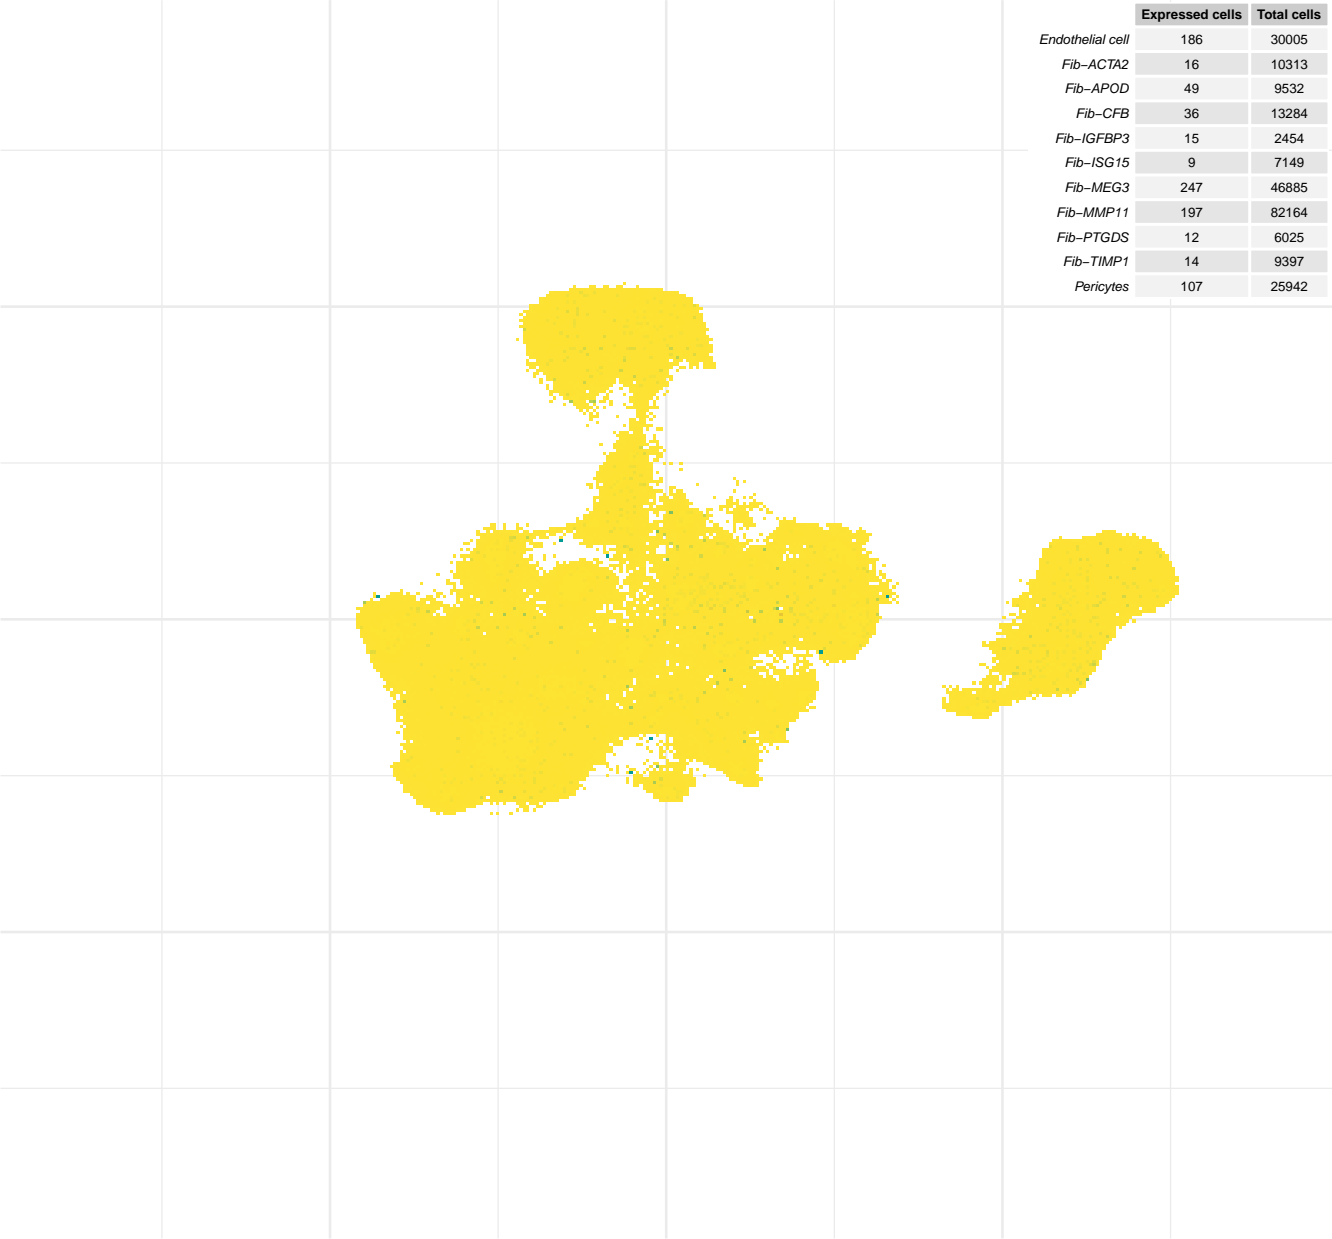 Expressed cells Total cells
Endothelial cell 186 30005
Fib−ACTA2 16 10313
Fib−APOD 49 9532
Fib−CFB 36 13284
Fib−IGFBP3 15 2454
Fib−ISG15 9 7149
Fib−MEG3 247 46885
Fib−MMP11 197 82164
Fib−PTGDS 12 6025
Fib−TIMP1 14 9397
Pericytes 107 25942